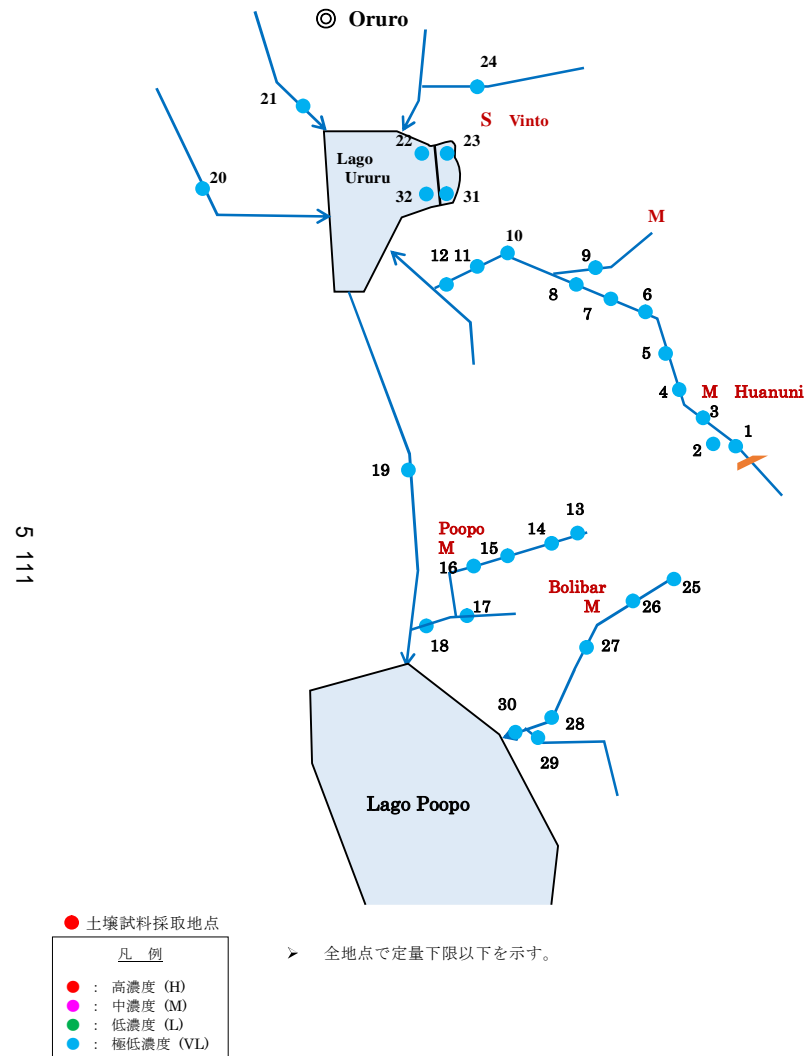 ◎ Oruro
24
21
S Vinto
22
23
Lago
Ururu
20
32
31
M
10
12 11
9
8
7
6
5
4
M Huanuni
3
1
2
19
13
Poopo
M
14
15
16
Bolibar
M
25
26
17
18
27
30
28
29
Lago Poopo
5 111
● 土壌試料採取地点
凡 例
● : 高濃度 (H)
● : 中濃度 (M)
● : 低濃度 (L)
● : 極低濃度 (VL)
➢ 全地点で定量下限以下を示す。